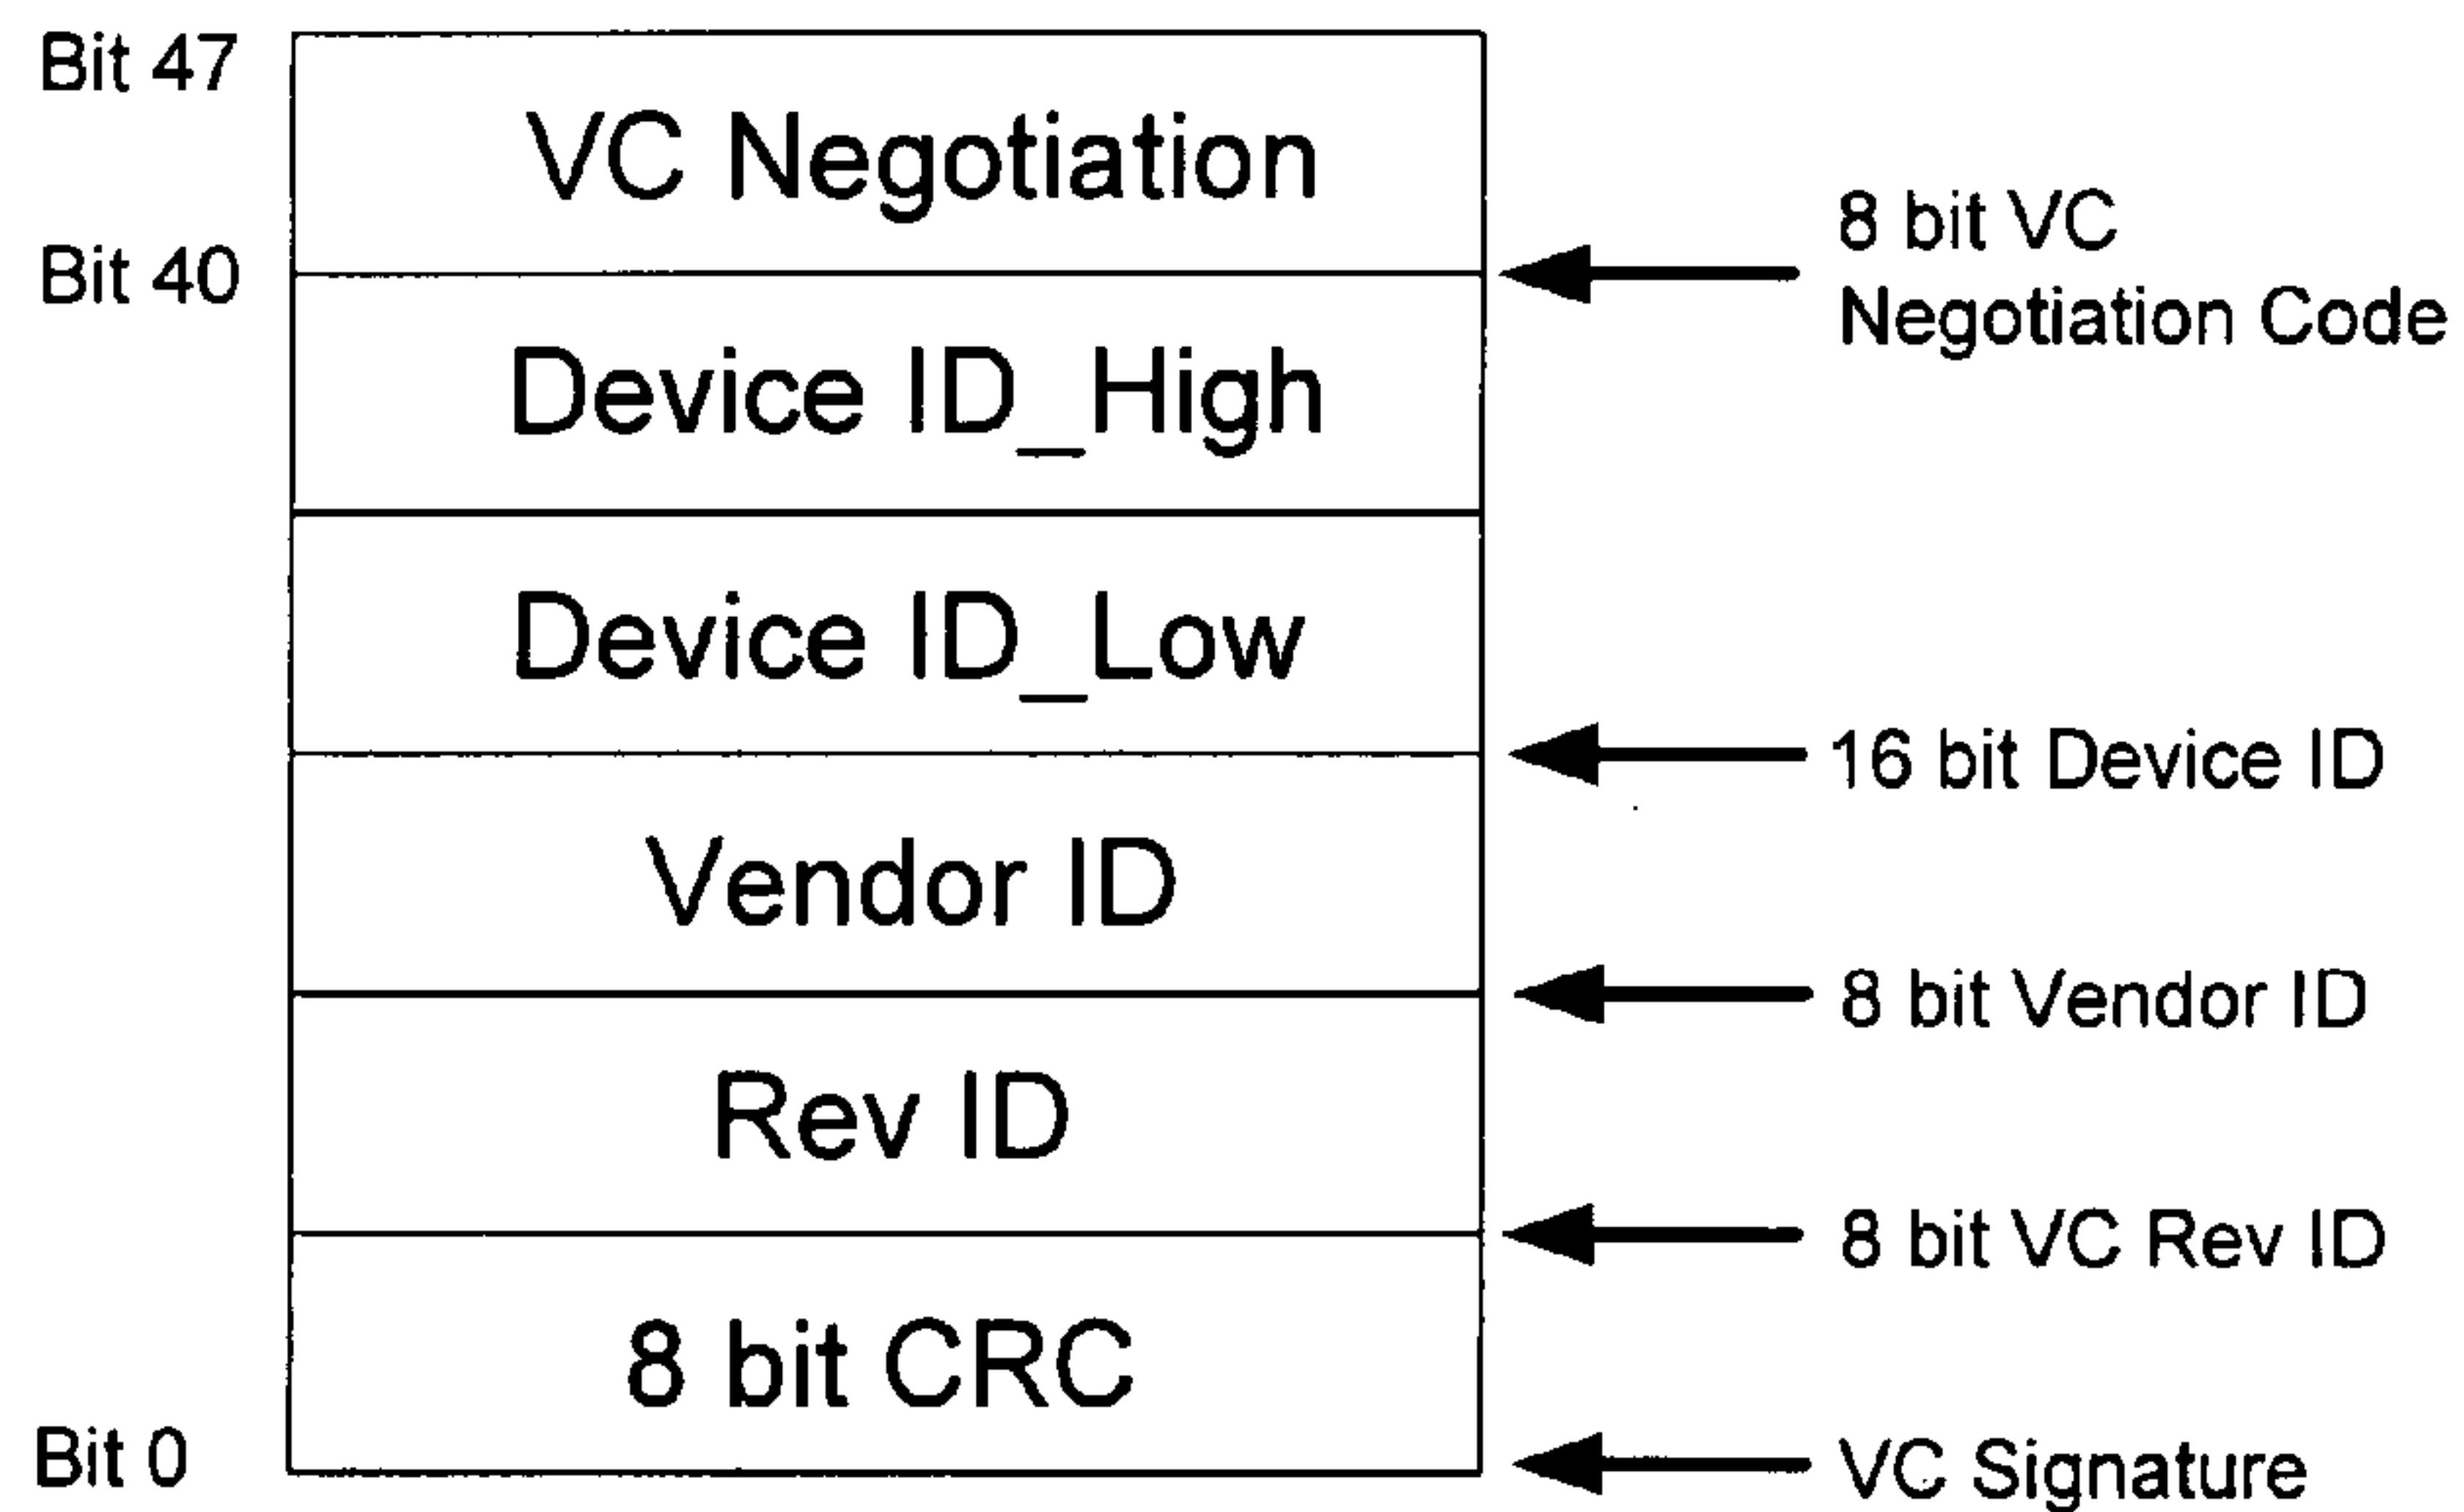 Bit 47
VC Negotiation
8 bit VC
Bit 40
Negotiation Code
Device ID_High
Device ID_Low
16 bit Device ID
Vendor ID
8 bit Vendor ID
Rev ID
8 bit VC Rev ID
8 bit CRC
Bit 0
VC Signature